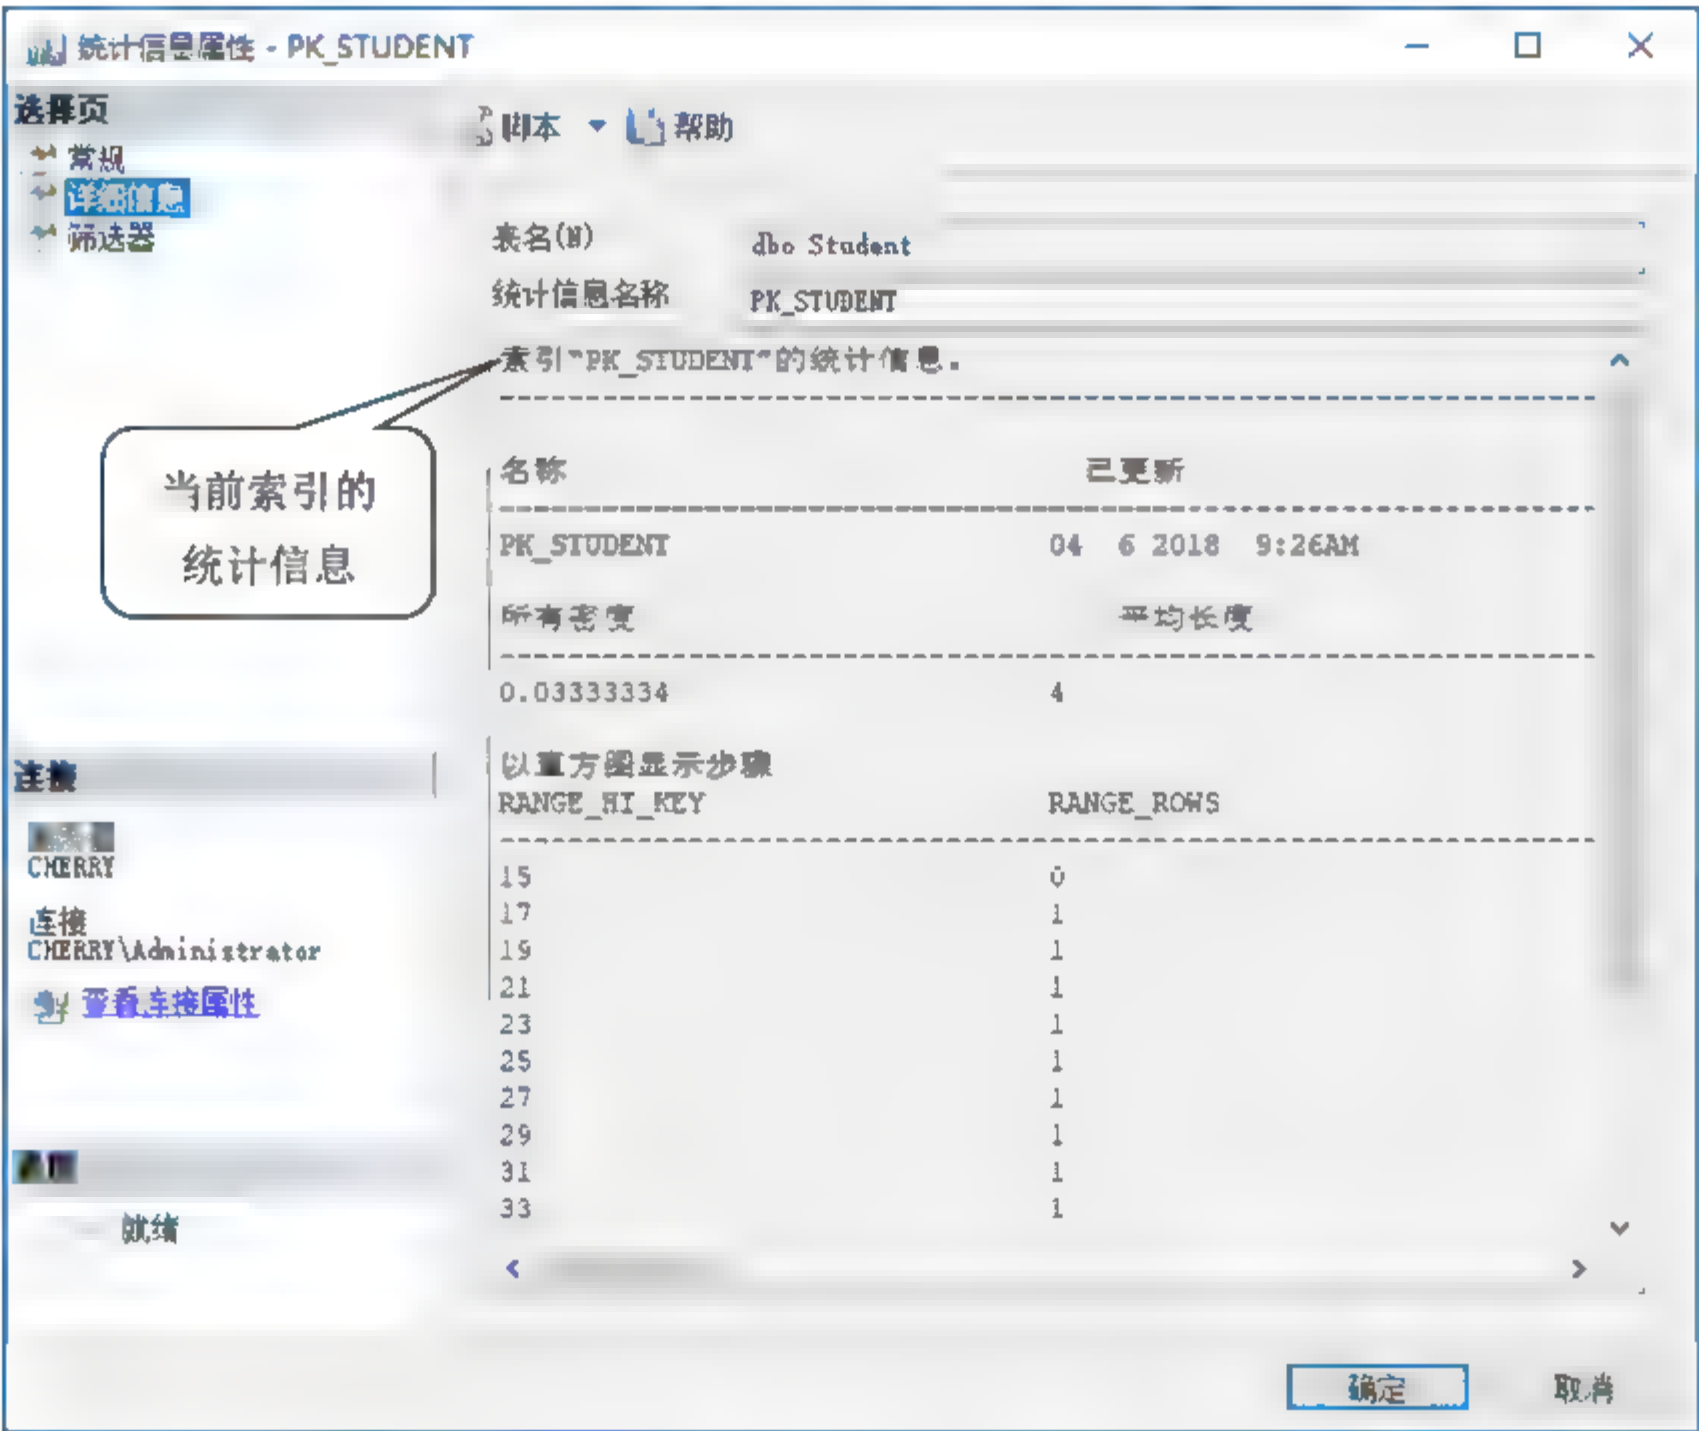 统计信息属性 - PK_STUDENT
选择页
常规
详细信息
筛选器
脚本 帮助
表名(N)
dbo Student
统计信息名称
PK_STUDENT
索引"PK_STUDENT"的统计信息.
当前索引的
统计信息
名称 已更新
PK_STUDENT 04 6 2018 9:26AM
所有密度 平均长度
0.03333334 4
以直方图显示步骤
RANGE_HI_KEY RANGE_ROWS
15 0
17 1
19 1
21 1
23 1
25 1
27 1
29 1
31 1
33 1
连接
CHERRY
连接
CHERRY\Administrator
查看连接属性
就绪
确定 取消